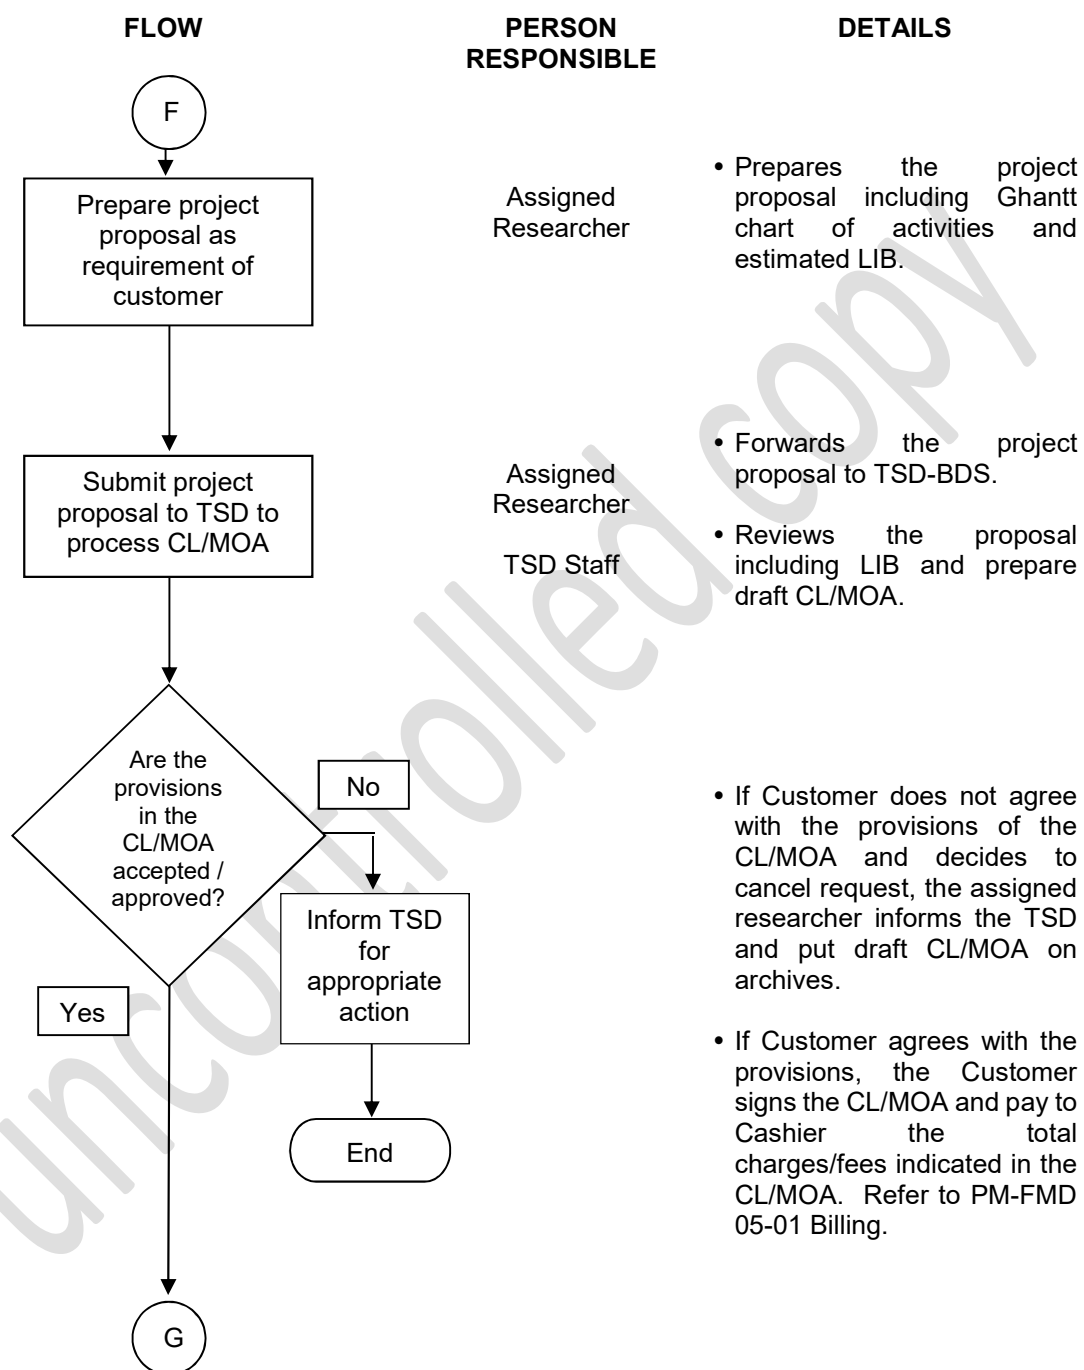 FLOW
PERSON
RESPONSIBLE
DETAILS
F
Prepare project
proposal as
requirement of
customer
Assigned
Researcher
• Prepares the project
proposal including Ghantt
chart of activities and
estimated LIB.
Submit project
proposal to TSD to
process CL/MOA
Assigned
Researcher
TSD Staff
• Forwards the project
proposal to TSD-BDS.
• Reviews the proposal
including LIB and prepare
draft CL/MOA.
Are the
provisions
in the
CL/MOA
accepted /
approved?
No
Yes
Inform TSD
for
appropriate
action
End
• If Customer does not agree
with the provisions of the
CL/MOA and decides to
cancel request, the assigned
researcher informs the TSD
and put draft CL/MOA on
archives.
• If Customer agrees with the
provisions, the Customer
signs the CL/MOA and pay to
Cashier the total
charges/fees indicated in the
CL/MOA. Refer to PM-FMD
05-01 Billing.
G
uncontrolled copy